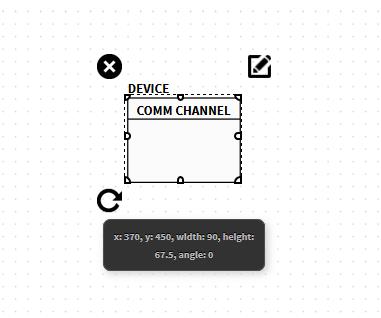 DEVICE
COMM CHANNEL
x: 370, y: 450, width: 90, height:
67.5, angle: 0